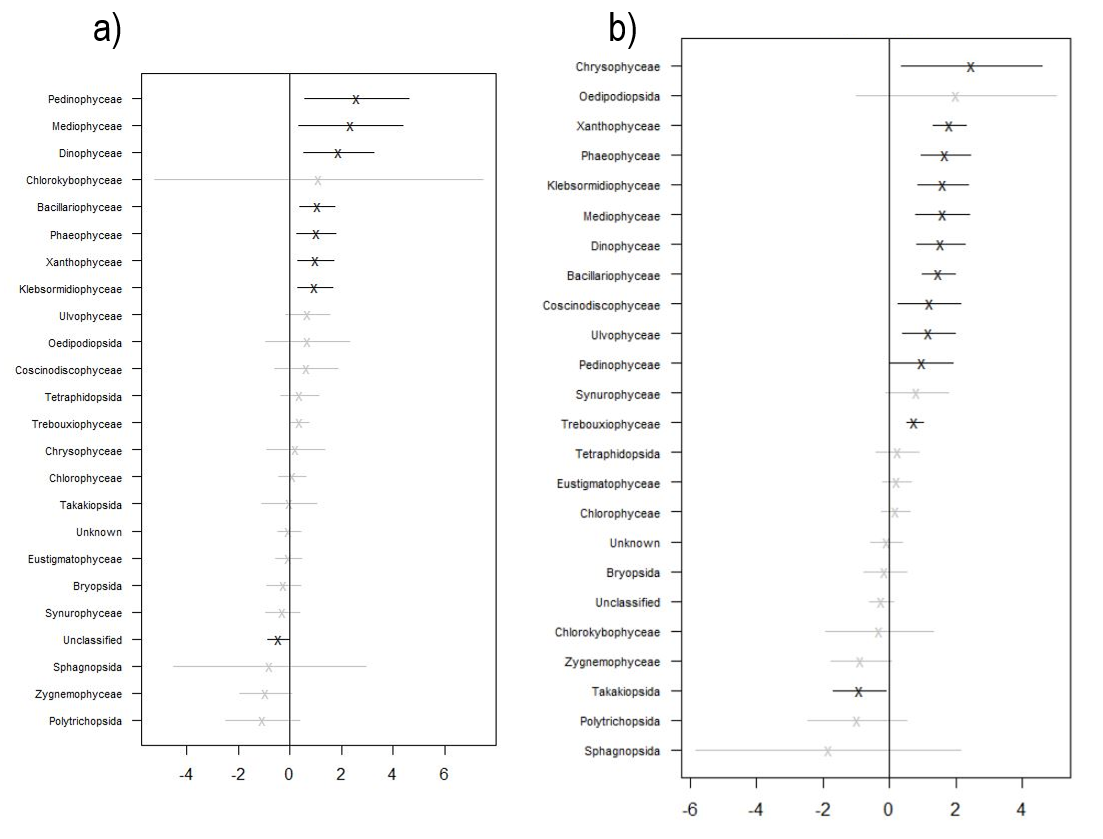 a)
Pedinophyceae
Mediophyceae
Dinophyceae
Chlorokybophyceae
Bacillariophyceae
Phaeophyceae
Xanthophyceae
Klebsormidiophyceae
Ulvophyceae
Oedipodiopsida
Coscinodiscophyceae
Tetraphidopsida
Trebouxiophyceae
Chrysophyceae
Chlorophyceae
Takakiopsida
Unknown
Eustigmatophyceae
Bryopsida
Synurophyceae
Unclassified
Sphagnopsida
Zygnemophyceae
Polytrichopsida
-4 -2 0 2 4 6
b)
Chrysophyceae
Oedipodiopsida
Xanthophyceae
Phaeophyceae
Klebsormidiophyceae
Mediophyceae
Dinophyceae
Bacillariophyceae
Coscinodiscophyceae
Ulvophyceae
Pedinophyceae
Synurophyceae
Trebouxiophyceae
Tetraphidopsida
Eustigmatophyceae
Chlorophyceae
Unknown
Bryopsida
Unclassified
Chlorokybophyceae
Zygnemophyceae
Takakiopsida
Polytrichopsida
Sphagnopsida
-6 -4 -2 0 2 4